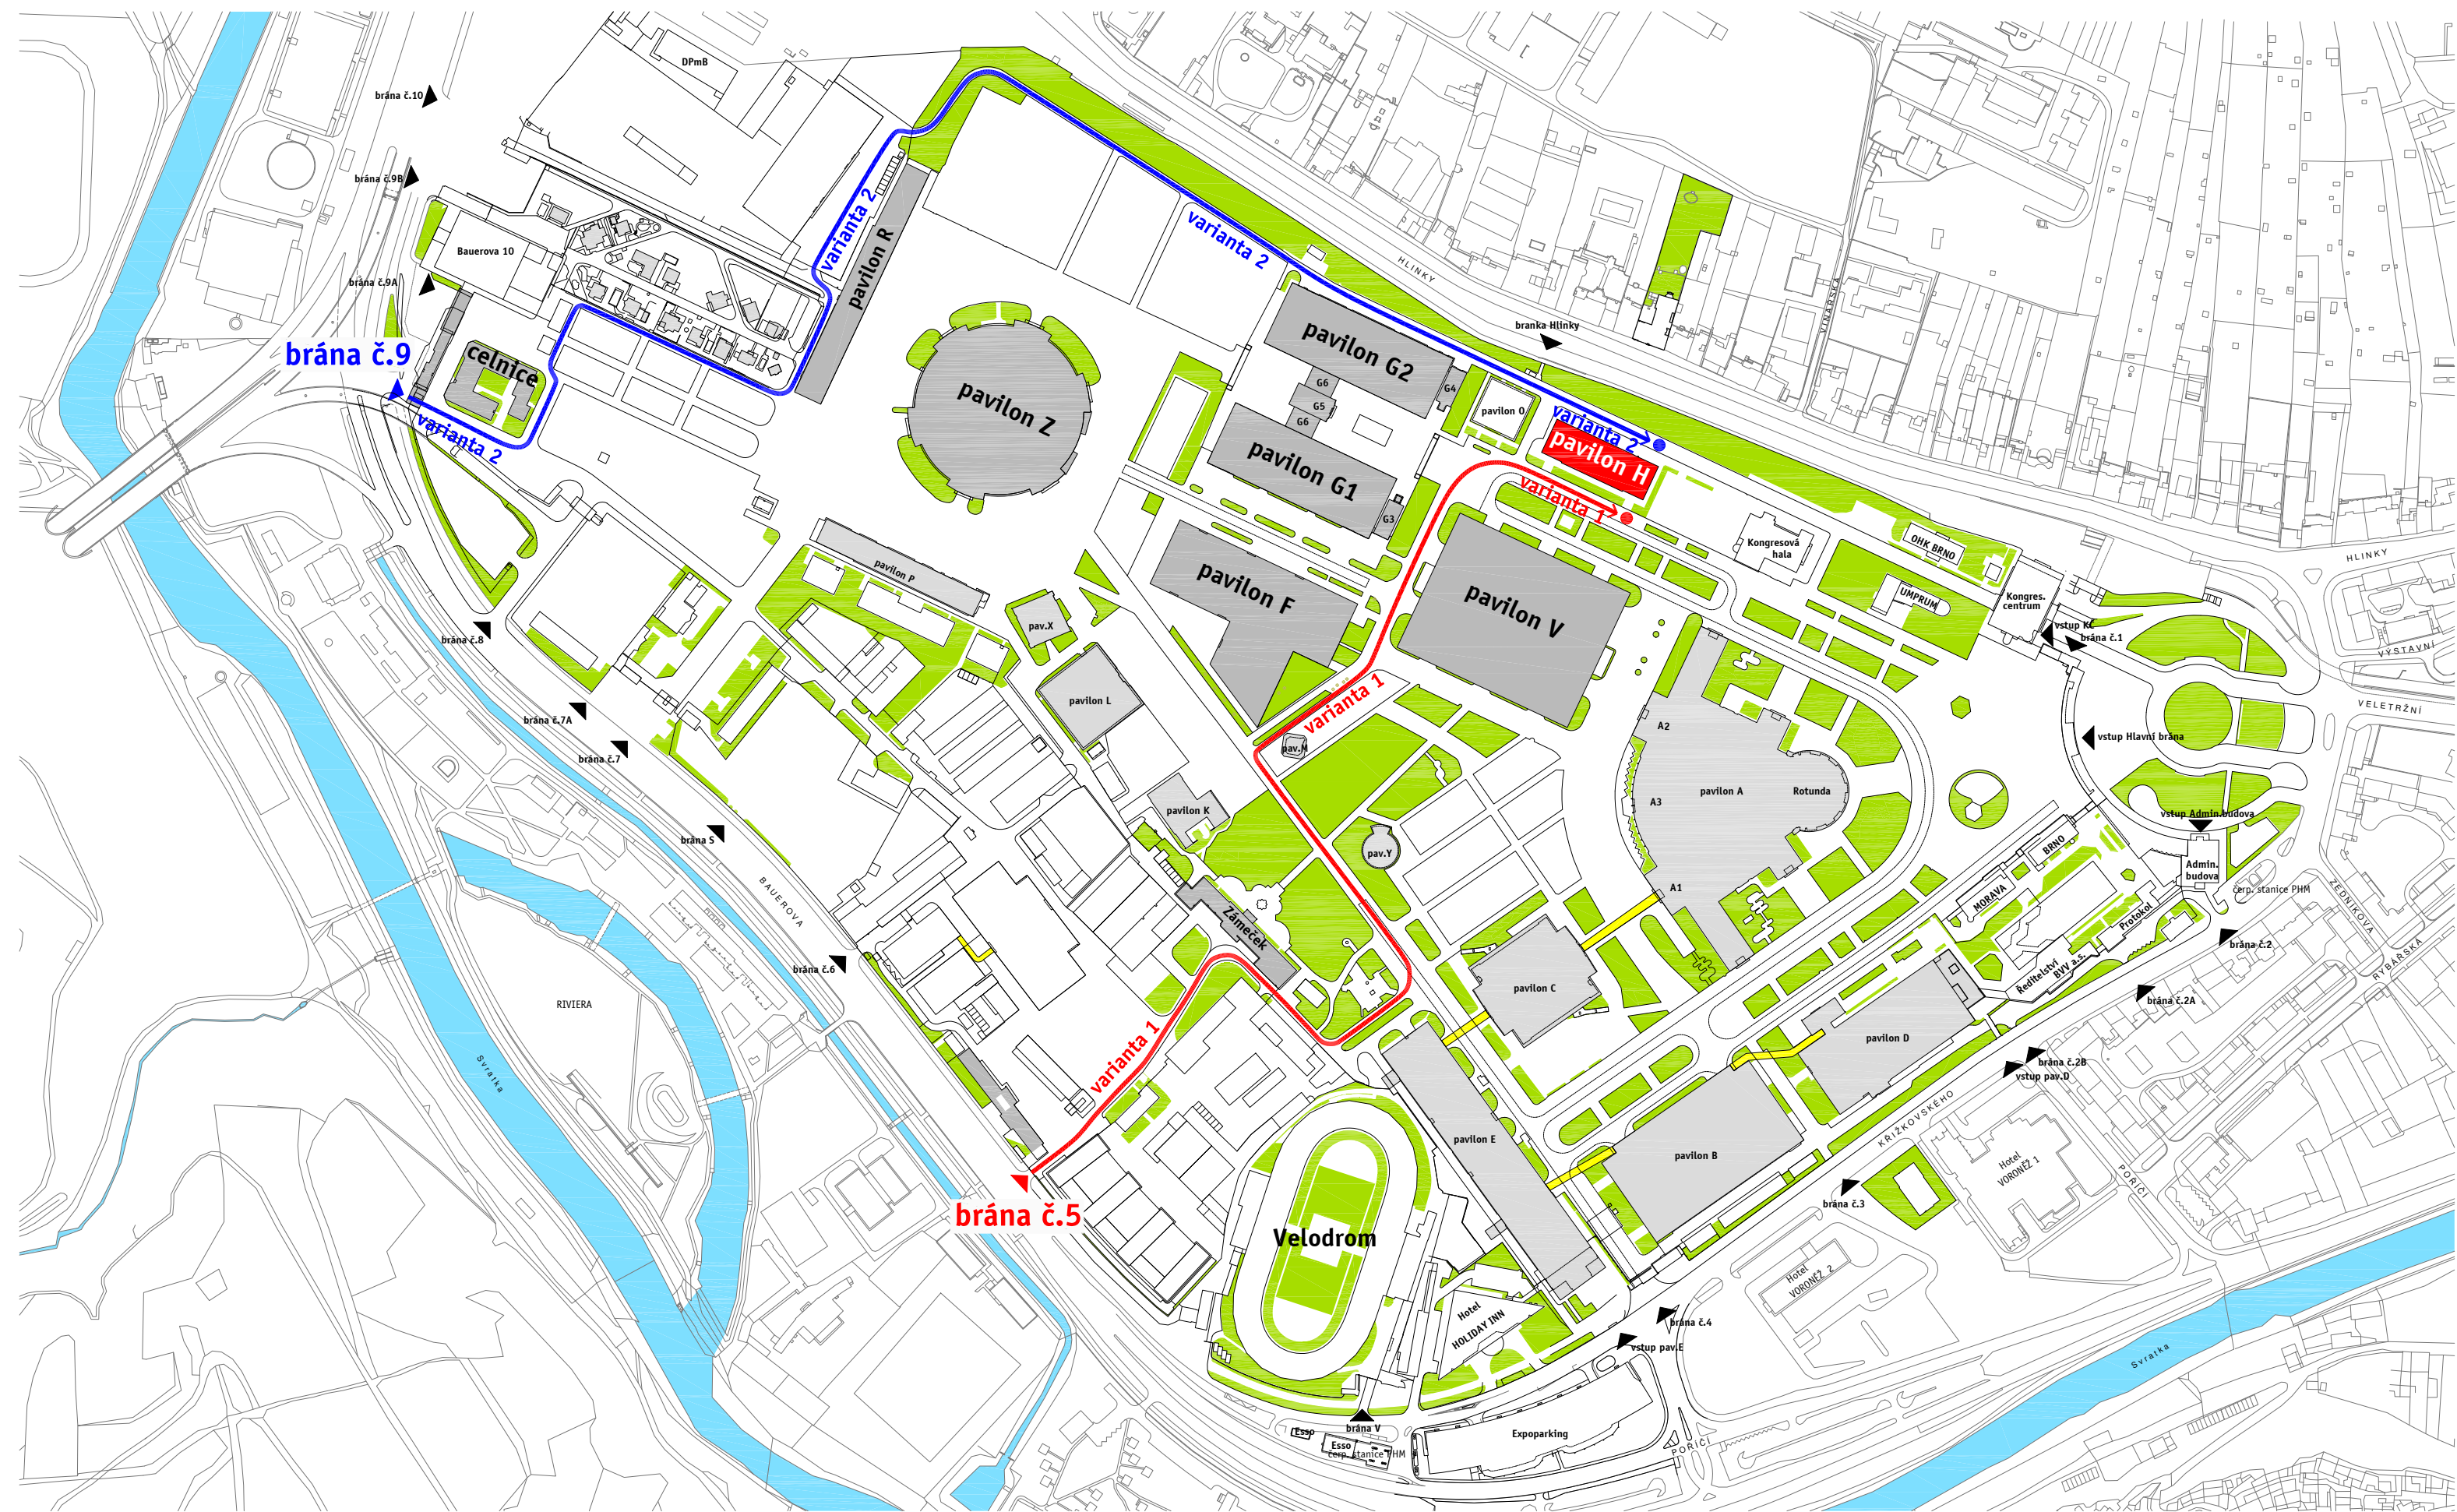 DPmB
brána č.10
brána č.9B
Bauerova 10
brána č.9A
brána č.9
celnice
varianta 2
varianta 2
pavilon R
varianta 2
HLINKY
VINAŘSKÁ
branka Hlinky
pavilon Z
pavilon G2
G4
G6
G5
G6
pavilon G1
G3
pavilon O
varianta 2
pavilon H
varianta 1
pavilon P
pavilon F
pavilon V
Kongresová
hala
OHK BRNO
UMPRUM
Kongres.
centrum
vstup KC
brána č.1
HLINKY
VÝSTAVNÍ
VELETRŽNÍ
brána č.8
pav.X
pavilon L
brána č.7A
brána č.7
varianta 1
pav.M
A2
A3
A1
pavilon A
Rotunda
vstup Hlavní brána
vstup Admin.budova
Admin.
budova
čerp. stanice PHM
brána S
pavilon K
pav.Y
BRNO
MORAVA
Protokol
Ředitelství
BVV a.s.
ZEDNÍKOVA
RYBÁŘSKÁ
brána č.2
brána č.2A
brána č.2B
vstup pav.D
BAUEROVA
brána č.6
Zámeček
pavilon C
pavilon D
RIVIERA
Svratka
varianta 1
pavilon E
pavilon B
KŘÍŽKOVSKÉHO
Hotel
VORONĚŽ 1
POŘÍČÍ
brána č.3
brána č.5
Velodrom
Hotel
VORONĚŽ 2
Hotel
HOLIDAY INN
brána č.4
vstup pav.E
Svratka
brána V
Esso
Esso
čerp. stanice PHM
Expoparking
POŘÍČÍ